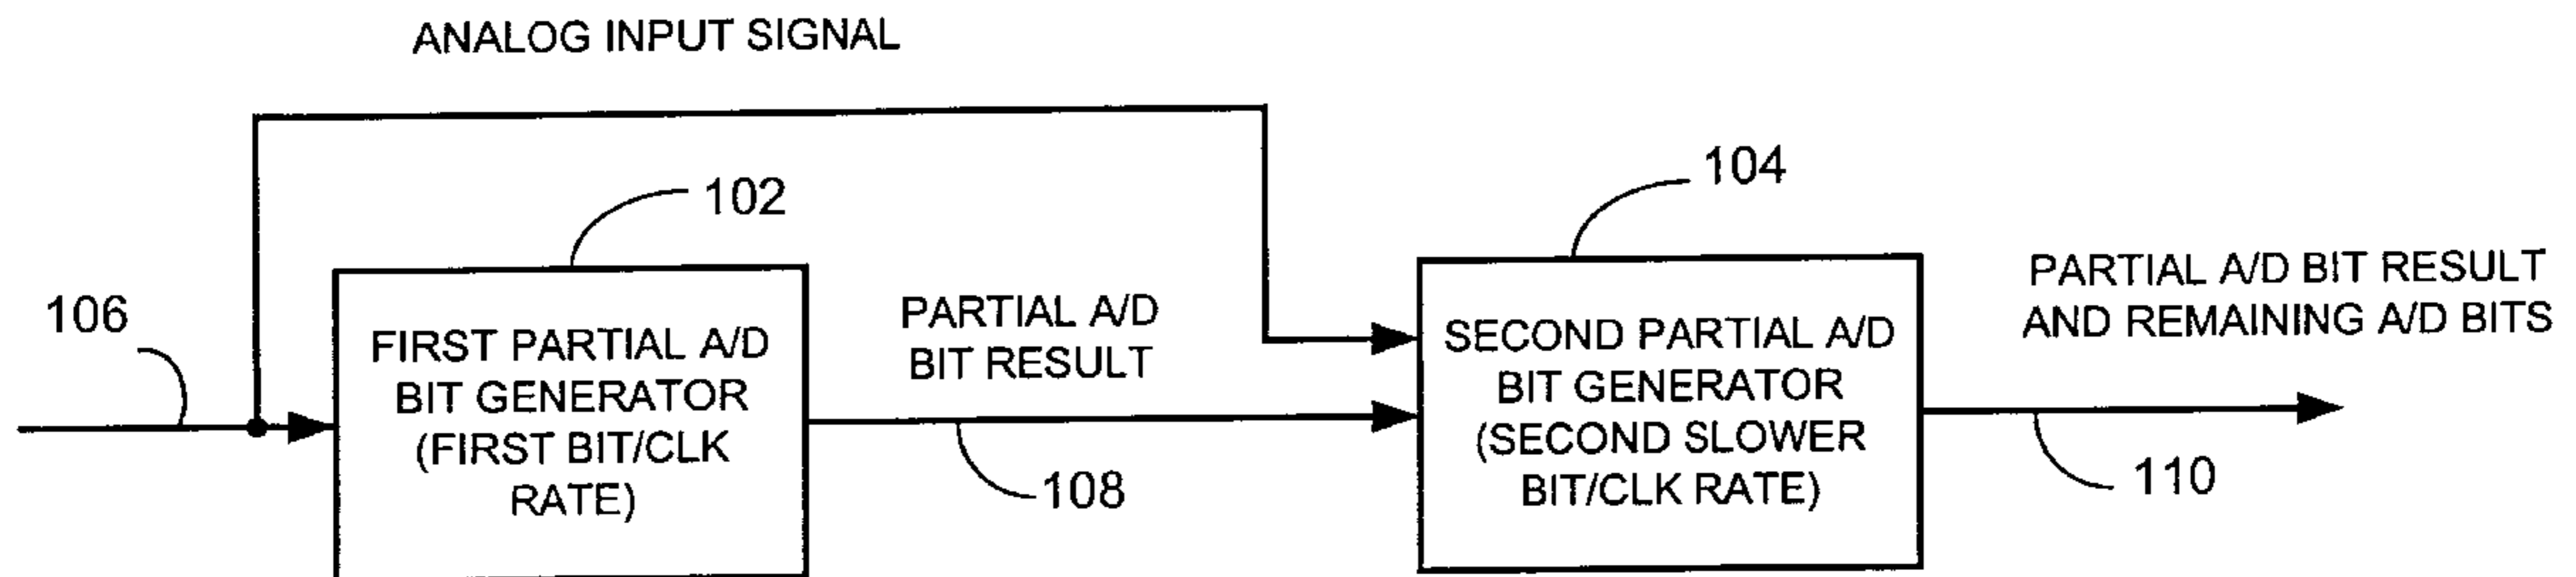 ANALOG INPUT SIGNAL
106
102
FIRST PARTIAL A/D
BIT GENERATOR
(FIRST BIT/CLK
RATE)
PARTIAL A/D
BIT RESULT
108
104
SECOND PARTIAL A/D
BIT GENERATOR
(SECOND SLOWER
BIT/CLK RATE)
PARTIAL A/D BIT RESULT
AND REMAINING A/D BITS
110